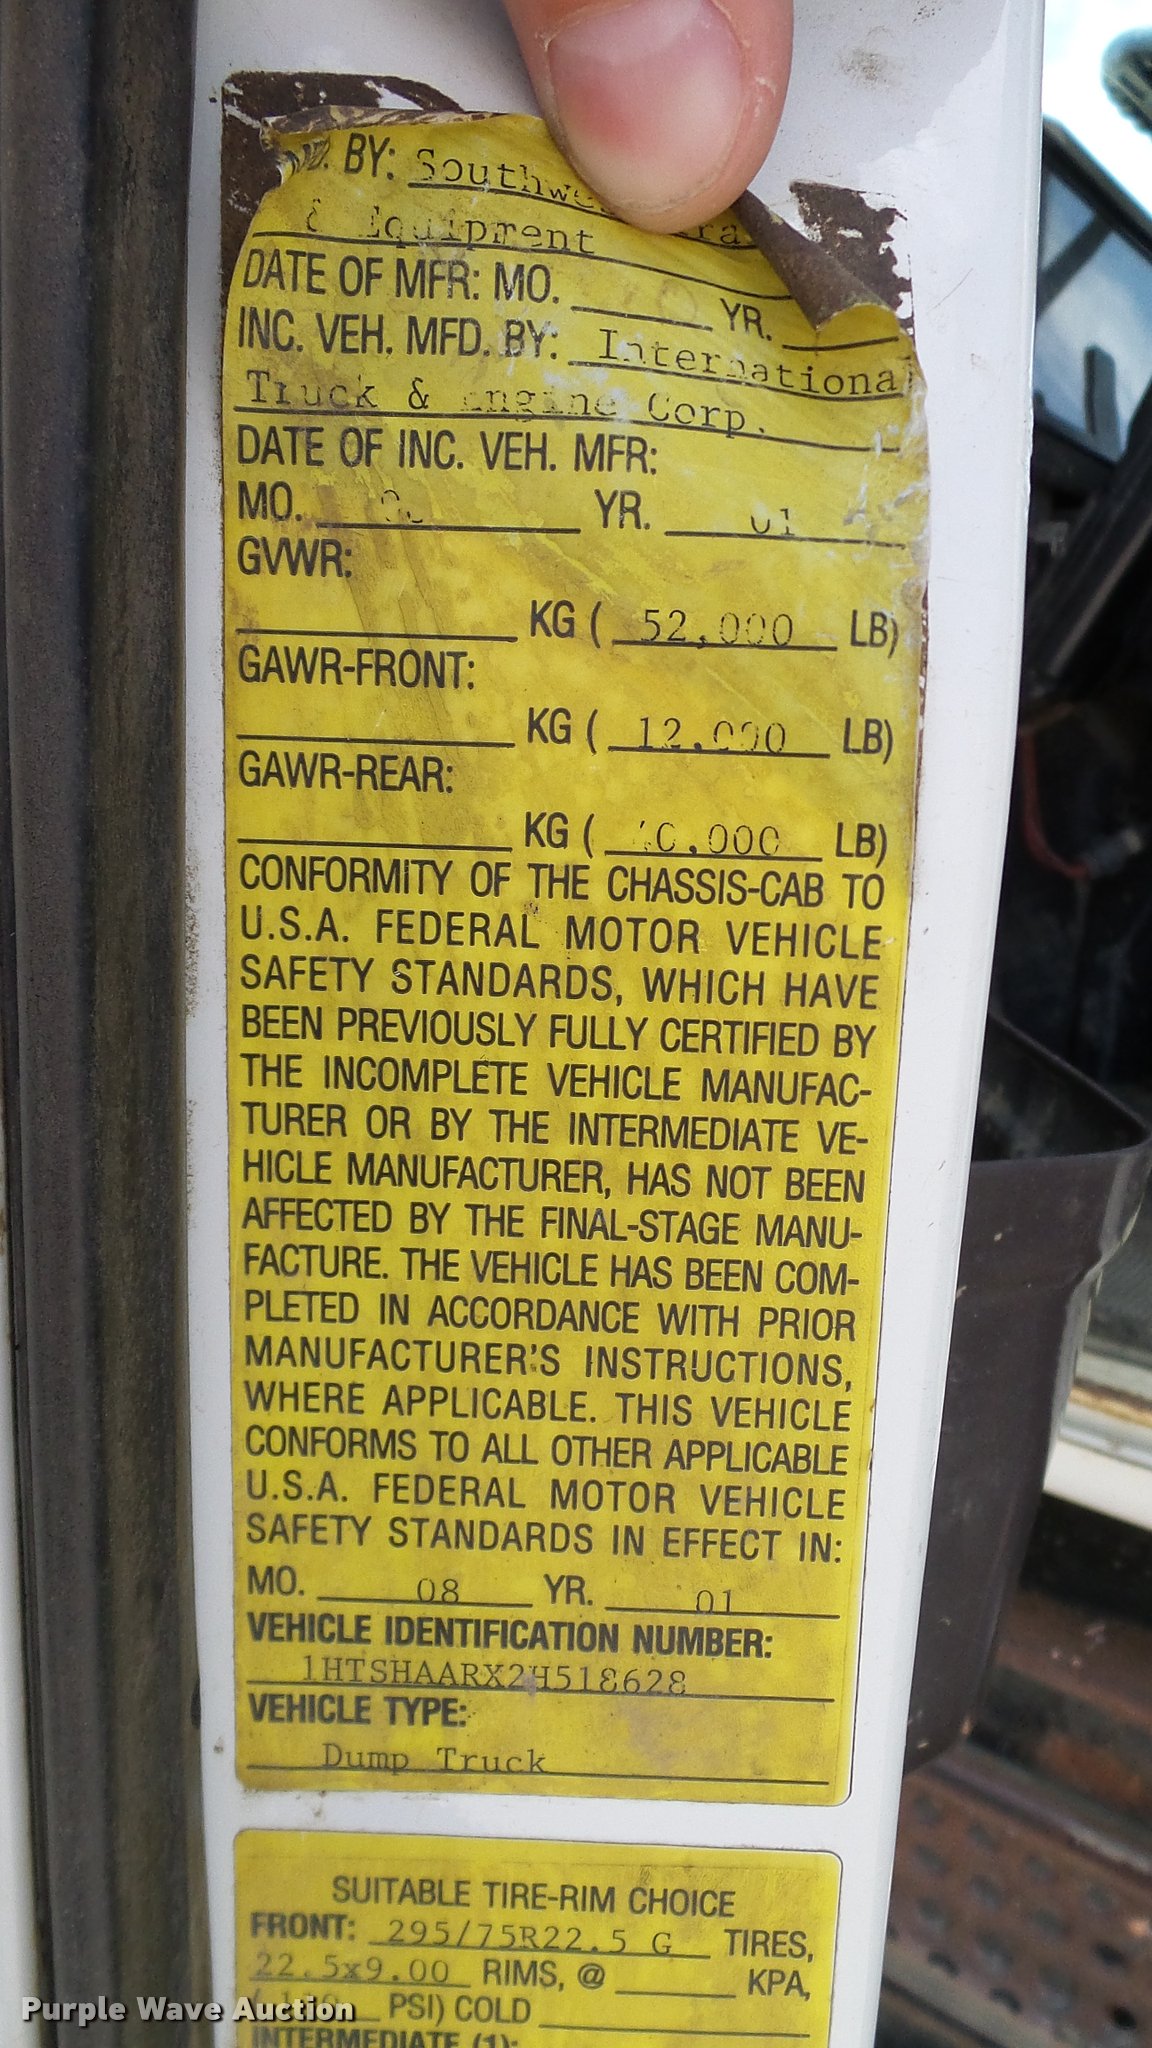 BY:
& Equipment
DATE OF MFR: MO. YR.
INC. VEH. MFD. BY: International
Truck & Engine Corp.
DATE OF INC. VEH. MFR:
MO. YR. 01
GVWR:
KG ( 52,000 LB)
GAWR-FRONT:
KG ( 12.000 LB)
GAWR-REAR:
KG ( LB)
CONFORMITY OF THE CHASSIS-CAB TO
U.S.A. FEDERAL MOTOR VEHICLE
SAFETY STANDARDS, WHICH HAVE
BEEN PREVIOUSLY FULLY CERTIFIED BY
THE INCOMPLETE VEHICLE MANUFAC-
TURER OR BY THE INTERMEDIATE VE-
HICLE MANUFACTURER, HAS NOT BEEN
AFFECTED BY THE FINAL-STAGE MANU-
FACTURE. THE VEHICLE HAS BEEN COM-
PLETED IN ACCORDANCE WITH PRIOR
MANUFACTURER'S INSTRUCTIONS,
WHERE APPLICABLE. THIS VEHICLE
CONFORMS TO ALL OTHER APPLICABLE
U.S.A. FEDERAL MOTOR VEHICLE
SAFETY STANDARDS IN EFFECT IN:
MO. 08 YR. 01
VEHICLE IDENTIFICATION NUMBER:
1HTSHAARX2H518628
VEHICLE TYPE:
Dump Truck
SUITABLE TIRE-RIM CHOICE
FRONT: 295/75R22.5 G TIRES,
22.5x9.00 RIMS, @ KPA,
PSI) COLD
INTERMEDIATE (1):
Purple Wave Auction